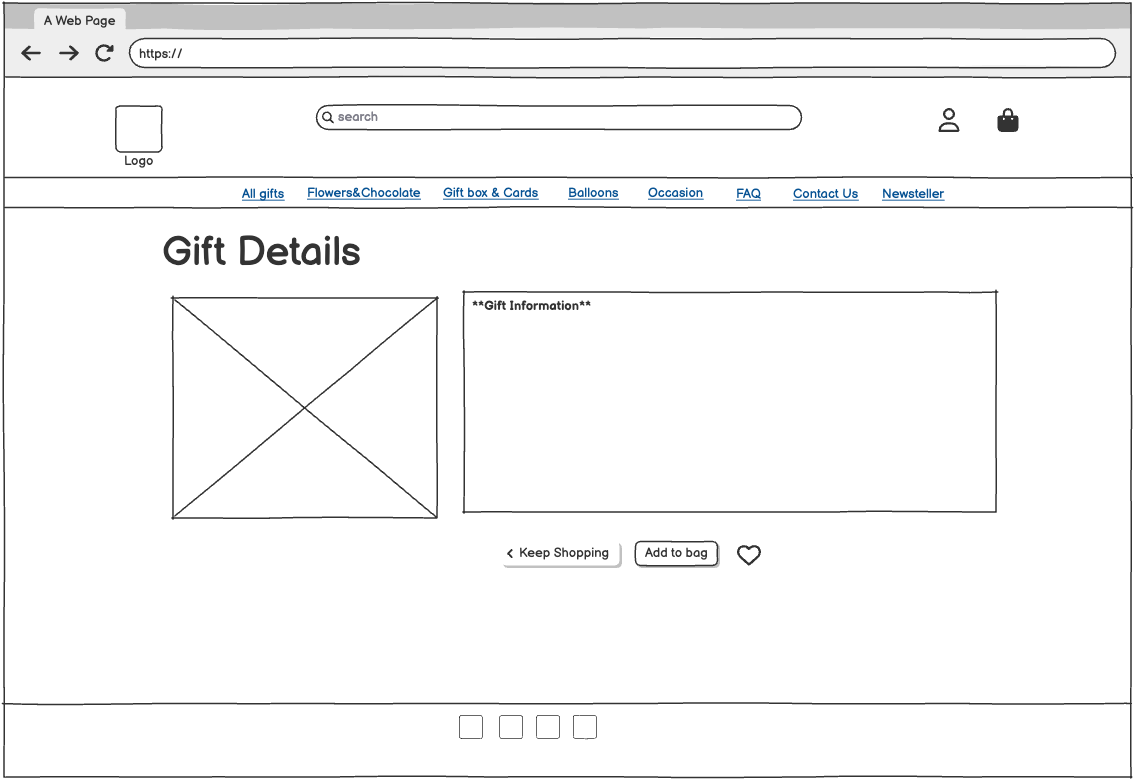 A Web Page
https://
search
Logo
All gifts Flowers&Chocolate Gift box & Cards Balloons Occasion FAQ Contact Us Newsteller
Gift Details
**Gift Information**
Keep Shopping Add to bag